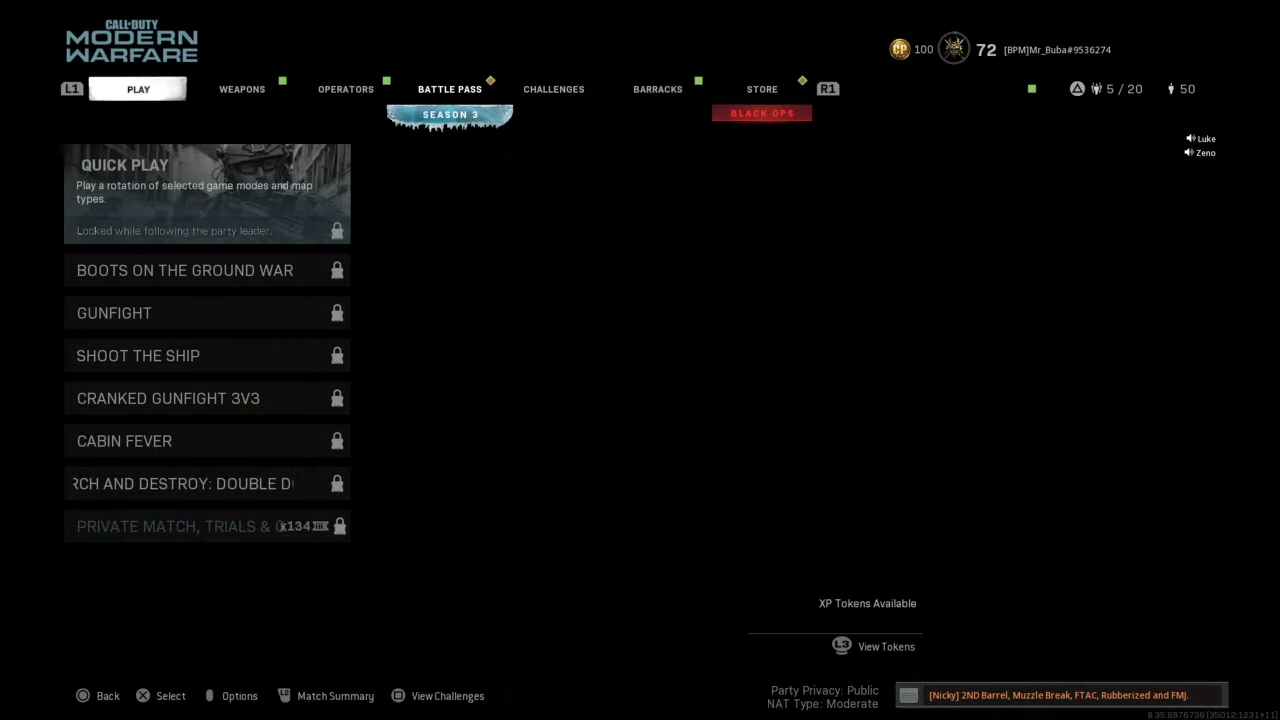 CALL OF DUTY
MODERN
WARFARE
CP 100 72 [BPM]Mr_Buba#9536274
L1 PLAY WEAPONS OPERATORS BATTLE PASS CHALLENGES BARRACKS STORE R1 5 / 20 50
SEASON 3 BLACK OPS
Luke
Zeno
QUICK PLAY
Play a rotation of selected game modes and map
types.
Locked while following the party leader.
BOOTS ON THE GROUND WAR
GUNFIGHT
SHOOT THE SHIP
CRANKED GUNFIGHT 3V3
CABIN FEVER
RCH AND DESTROY: DOUBLE D
PRIVATE MATCH, TRIALS & x134
XP Tokens Available
L3 View Tokens
Back Select Options L2 Match Summary View Challenges
Party Privacy: Public
NAT Type: Moderate
[Nicky] 2ND Barrel, Muzzle Break, FTAC, Rubberized and FMJ.